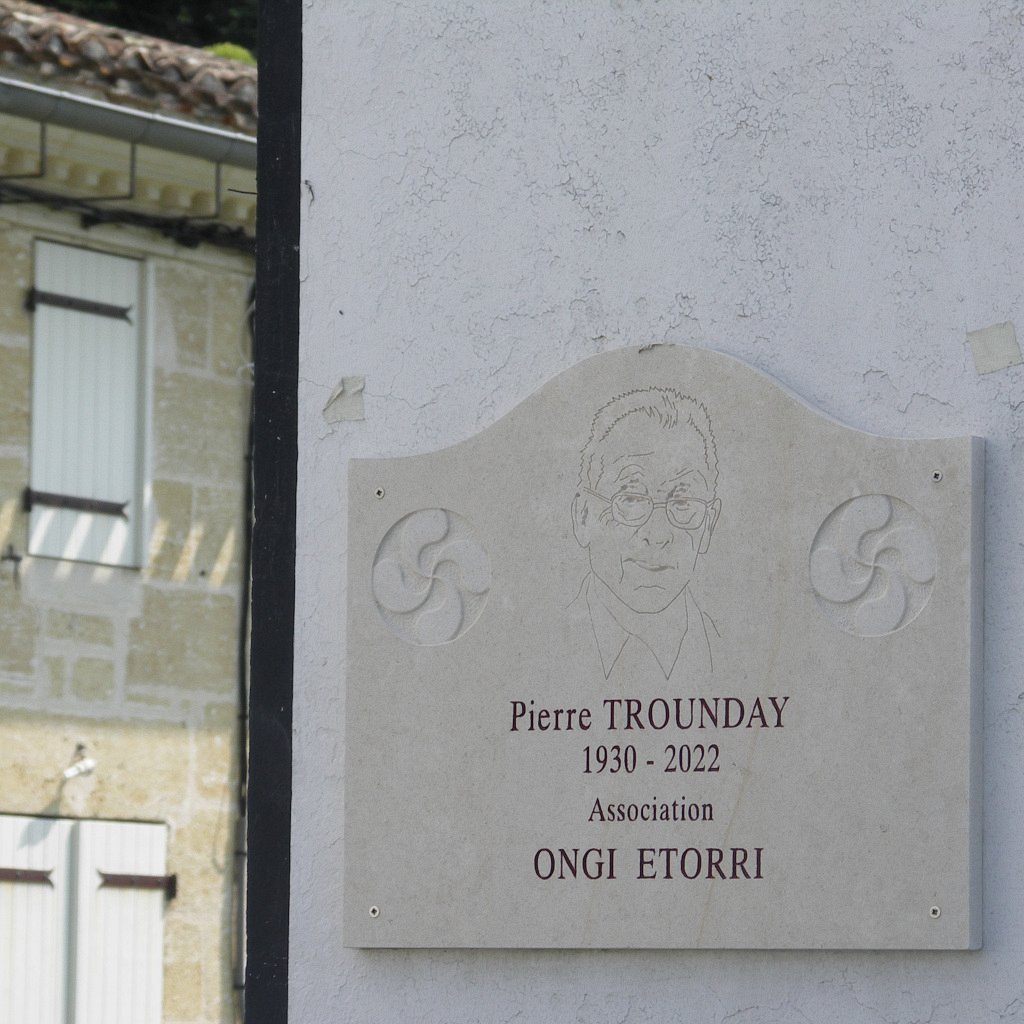 Pierre TROUNDAY
1930 - 2022
Association
ONGI ETORRI